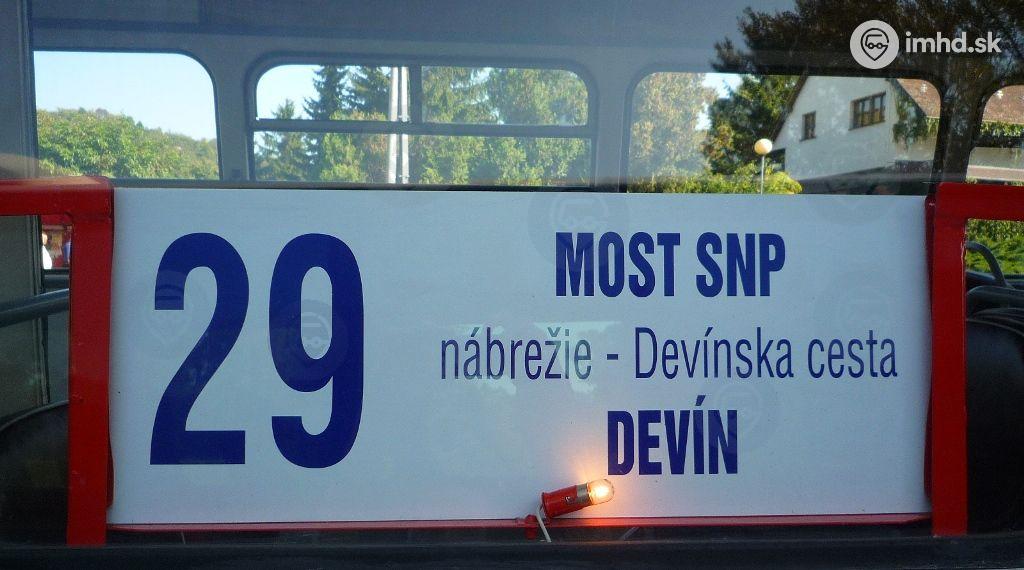 imhd.sk
29
MOST SNP
nábrežie - Devínska cesta
DEVÍN